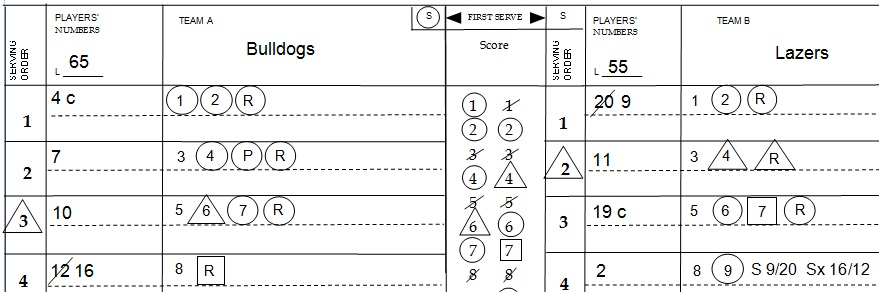 PLAYERS' NUMBERS TEAM A S FIRST SERVE S PLAYERS' NUMBERS TEAM B
SERVING ORDER L 65 Bulldogs Score SERVING ORDER L 55 Lazers
1 4 c 1 2 R 1 1 1 20 9 1 2 R
2 2
2 7 3 4 P R 3 3 2 11 3 4 R
4 4
3 10 5 6 7 R 5 5 3 19 c 5 6 7 R
6 6
7 7
4 12 16 8 R 8 8 4 2 8 9 S 9/20 Sx 16/12